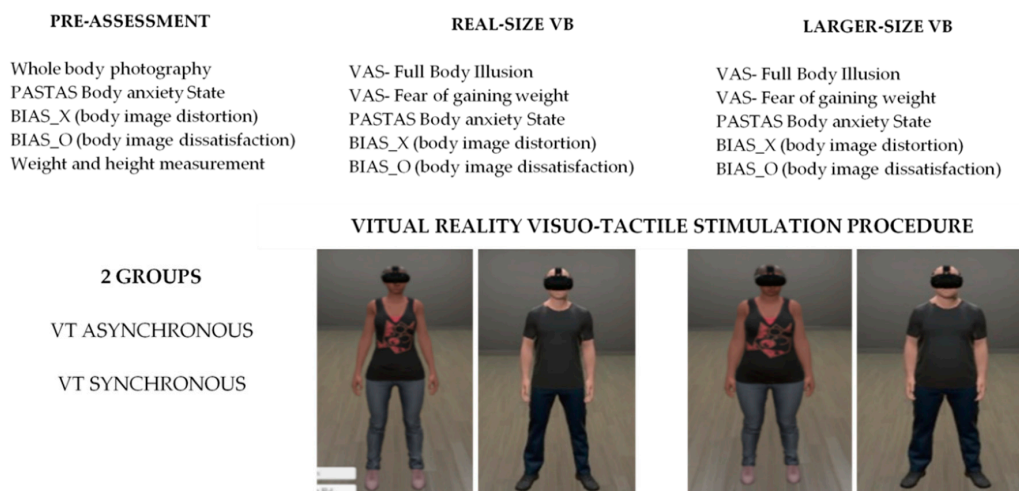 PRE-ASSESSMENT
Whole body photography
PASTAS Body anxiety State
BIAS_X (body image distortion)
BIAS_O (body image dissatisfaction)
Weight and height measurement
REAL-SIZE VB
VAS- Full Body Illusion
VAS- Fear of gaining weight
PASTAS Body anxiety State
BIAS_X (body image distortion)
BIAS_O (body image dissatisfaction)
LARGER-SIZE VB
VAS- Full Body Illusion
VAS- Fear of gaining weight
PASTAS Body anxiety State
BIAS_X (body image distortion)
BIAS_O (body image dissatisfaction)
VITUAL REALITY VISUO-TACTILE STIMULATION PROCEDURE
2 GROUPS
VT ASYNCHRONOUS
VT SYNCHRONOUS